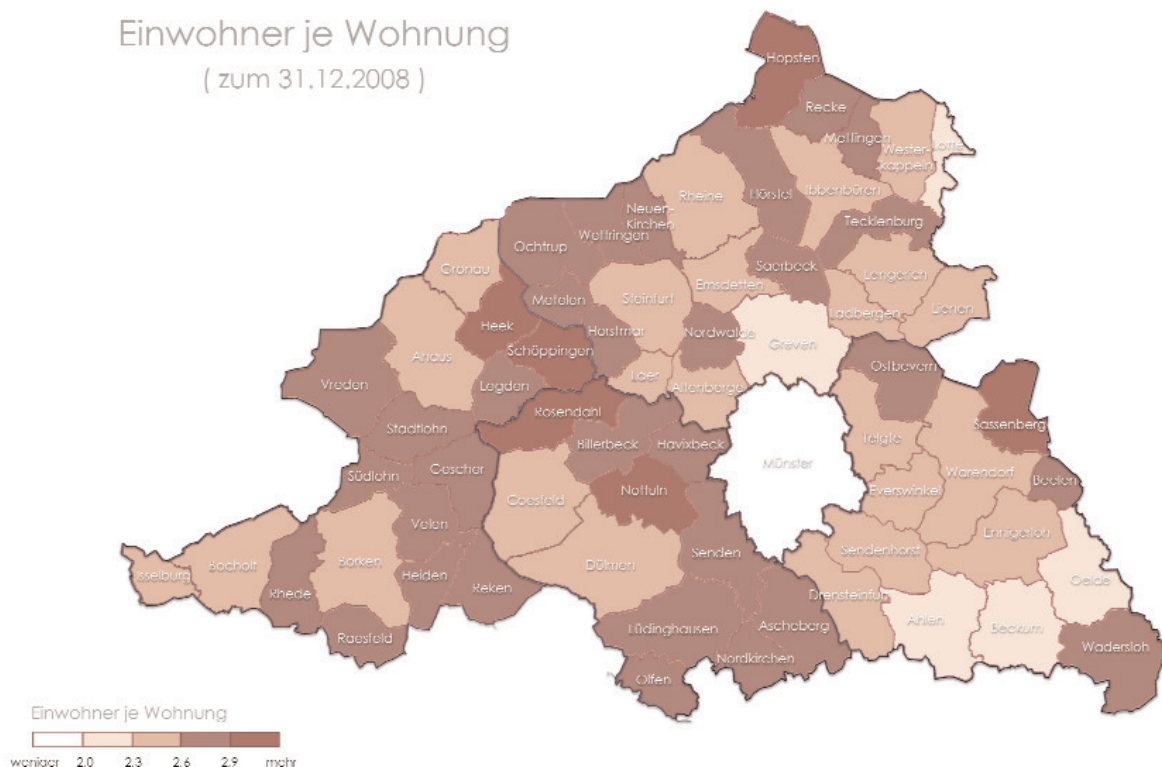 Einwohner je Wohnung
( zum 31.12.2008 )
Hopsten
Recke
Mettingen
Wester-
kappeln
Lotte
Rheine
Hörstel
Ibbenbüren
Neuen-
Kirchen
Wettringen
Ochtrup
Tecklenburg
Gronau
Saerbeck
Lengerich
Emsdetten
Metelen
Steinfurt
Ladbergen
Lienen
Heek
Horstmar
Nordwalde
Greven
Ahaus
Schöppingen
Ostbevern
Vreden
Legden
Laer
Altenberge
Rosendahl
Sassenberg
Stadtlohn
Billerbeck
Havixbeck
Telgte
Münster
Warendorf
Südlohn
Gescher
Nottuln
Everswinkel
Beelen
Coesfeld
Velen
Ennigerloh
Senden
Sendenhorst
Isselburg
Bocholt
Borken
Dülmen
Heiden
Oelde
Rhede
Reken
Drensteinfurt
Ahlen
Lüdinghausen
Ascheberg
Beckum
Raesfeld
Wadersloh
Nordkirchen
Olfen
Einwohner je Wohnung
weniger 2.0 2.3 2.6 2.9 mehr